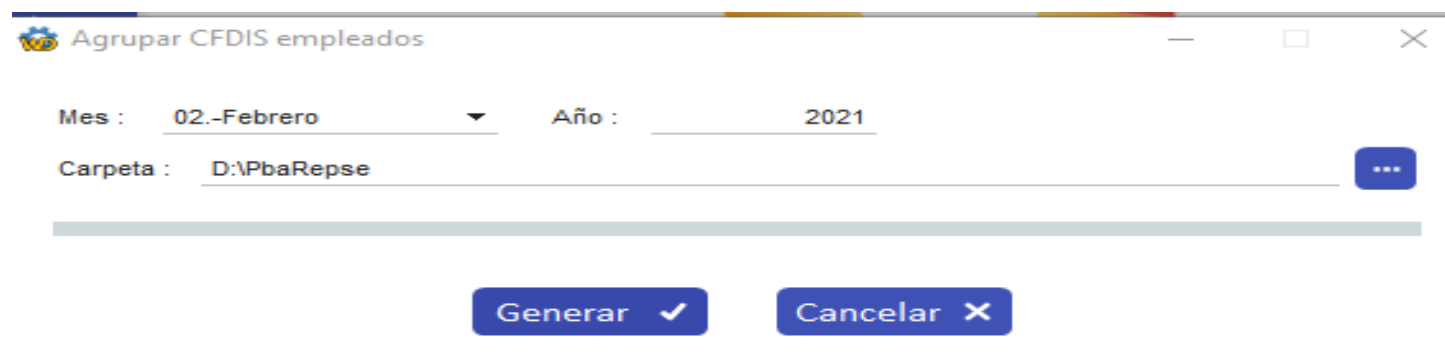 Agrupar CFDIS empleados
Mes : 02.-Febrero Año : 2021
Carpeta : D:\PbaRepse ...
Generar Cancelar